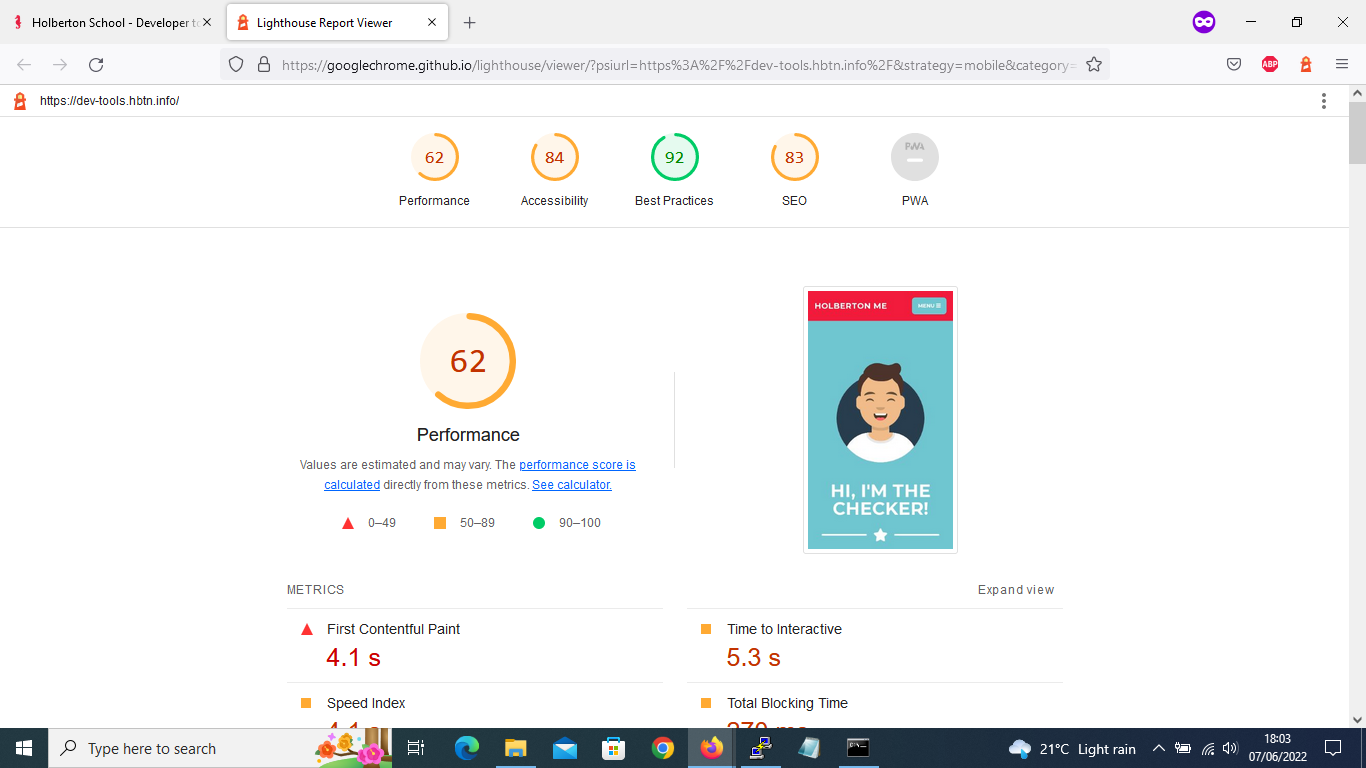 Holberton School - Developer to
Lighthouse Report Viewer
https://googlechrome.github.io/lighthouse/viewer/?psiurl=https%3A%2F%2Fdev-tools.hbtn.info%2F&strategy=mobile&category=
ABP
https://dev-tools.hbtn.info/
62 84 92 83 PWA
Performance Accessibility Best Practices SEO PWA
HOLBERTON ME MENU
62
Performance
Values are estimated and may vary. The performance score is
calculated directly from these metrics. See calculator.
0–49 50–89 90–100
HI, I'M THE
CHECKER!
METRICS Expand view
First Contentful Paint Time to Interactive
4.1 s 5.3 s
Speed Index Total Blocking Time
Type here to search
21°C Light rain
18:03
07/06/2022